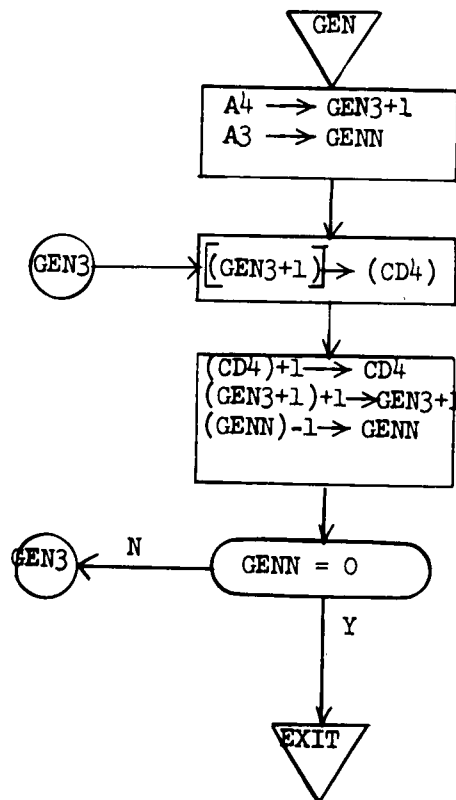 GEN
A4 → GEN3+1
A3 → GENN
GEN3
[(GEN3+1)] → (CD4)
(CD4)+1 → CD4
(GEN3+1)+1 → GEN3+1
(GENN)-1 → GENN
GEN3
N
GENN = 0
Y
EXIT